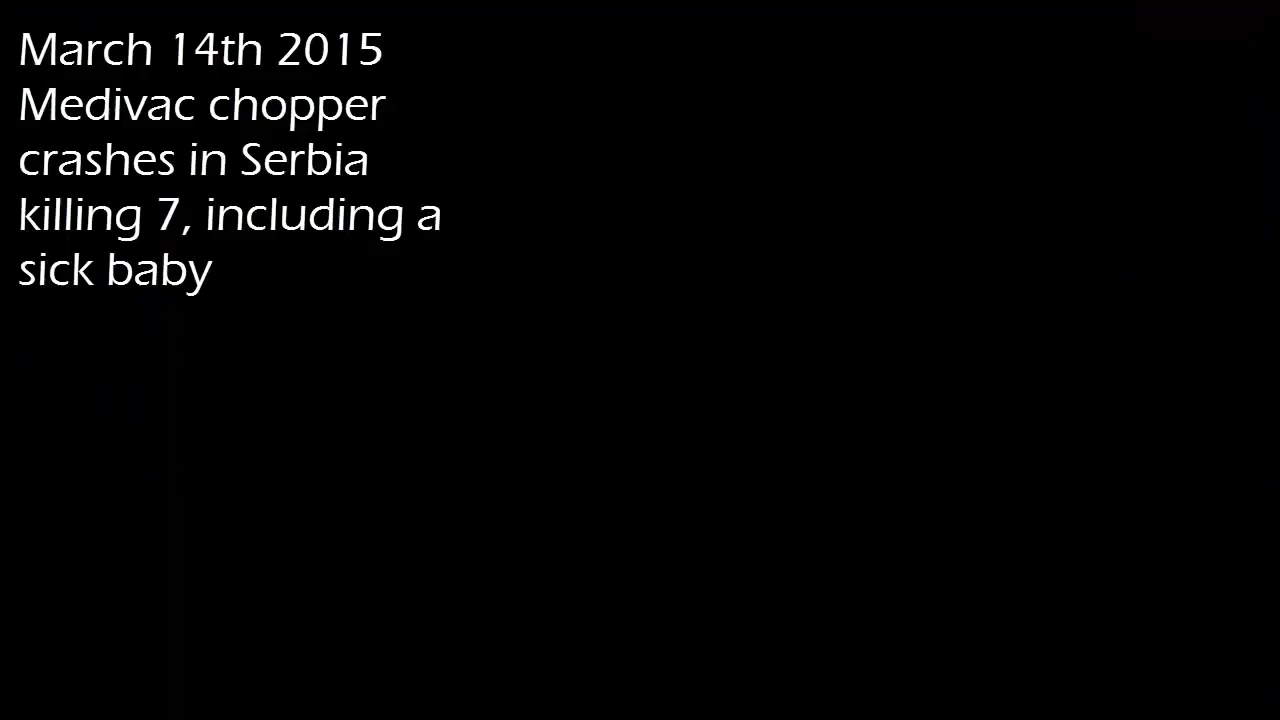 March 14th 2015
Medivac chopper
crashes in Serbia
killing 7, including a
sick baby